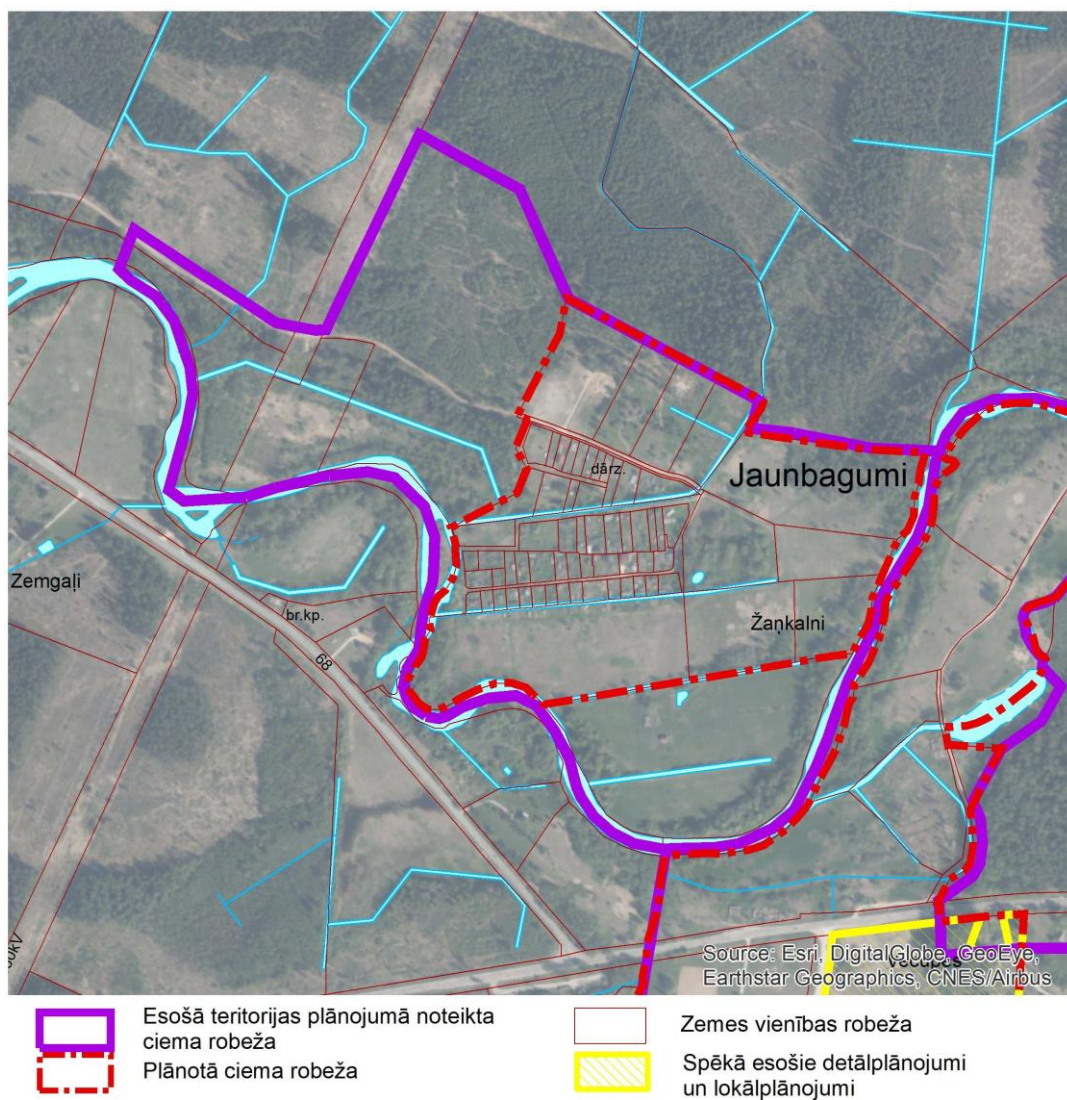 dārz.
Jaunbagumi
Zemgaļi
br.kp.
68
Žaņkalni
Source: Esri, DigitalGlobe, GeoEye,
Earthstar Geographics, CNES/Airbus
Esošā teritorijas plānojumā noteikta
ciema robeža
Plānotā ciema robeža
Zemes vienības robeža
Spēkā esošie detālplānojumi
un lokālplānojumi